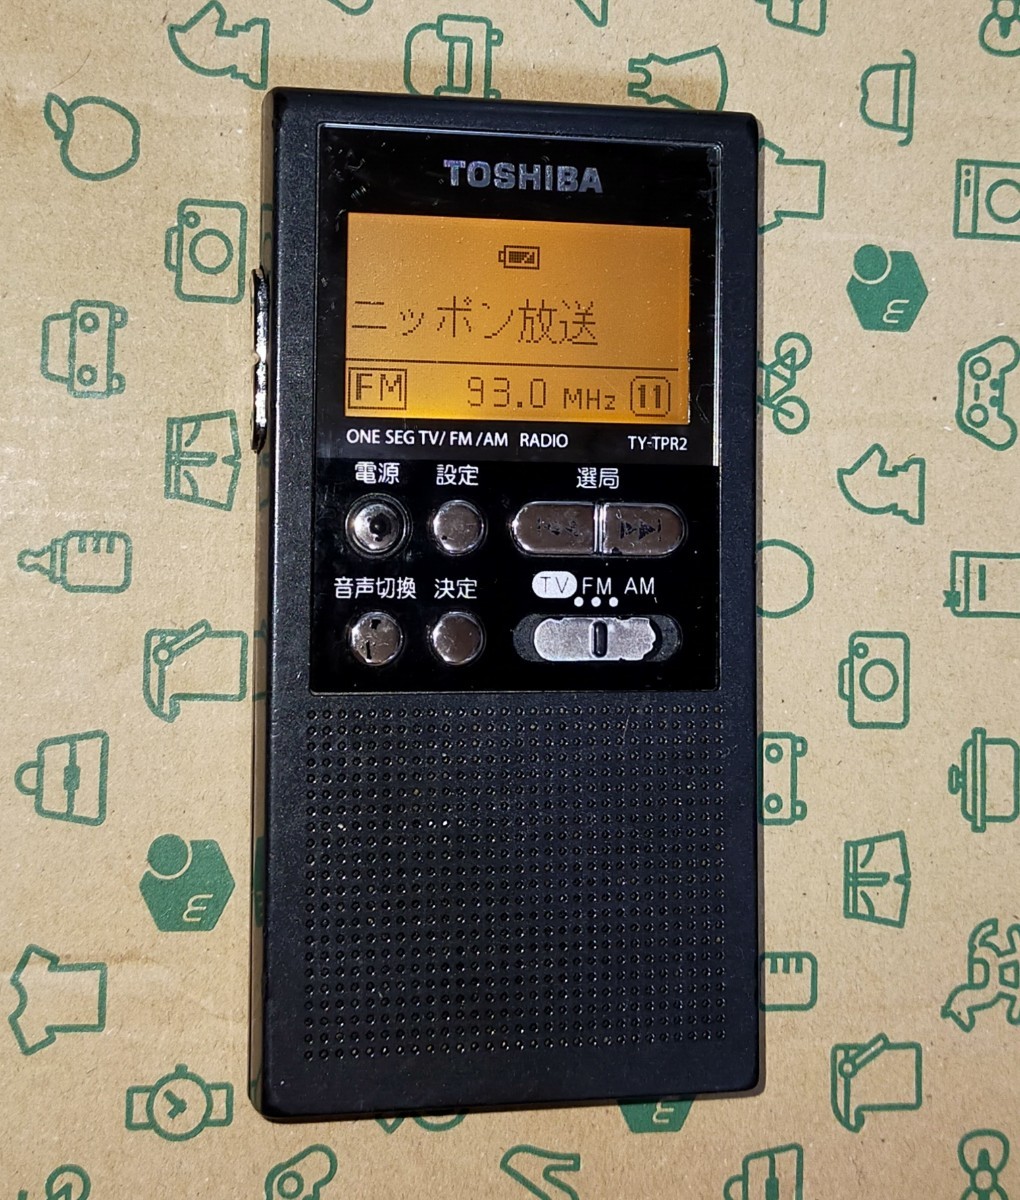 TOSHIBA
ニッポン放送
FM 93.0 MHz 11
ONE SEG TV/ FM /AM RADIO TY-TPR2
電源 設定 選局
音声切換 決定 TV FM AM